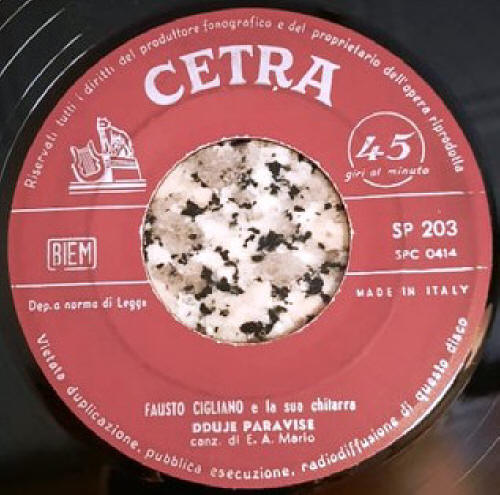 Riservati tutti i diritti del produttore fonografico e del proprietario dell'opera riprodotta
CETRA
45
giri al minuto
BIEM
SP 203
SPC 0414
Dep. a norma di Legge
MADE IN ITALY
FAUSTO CIGLIANO e la sua chitarra
DDUJE PARAVISE
canz. di E. A. Mario
Vietata duplicazione, pubblica esecuzione, radiodiffusione di questo disco